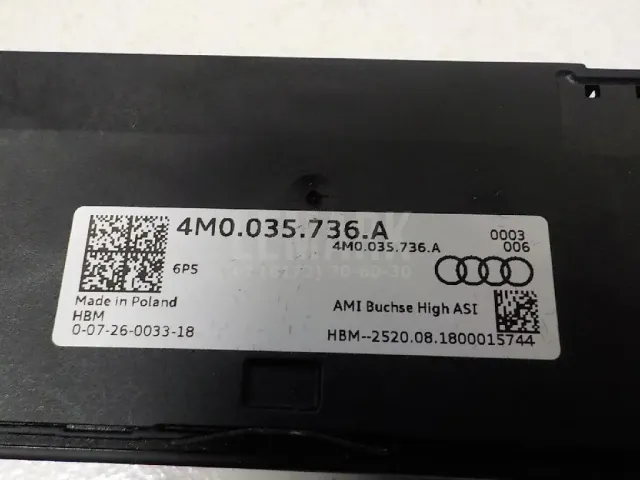 4M0.035.736.A
4M0.035.736.A
0003
006
6P5
Made in Poland
HBM
0-07-26-0033-18
AMI Buchse High ASI
HBM--2520.08.1800015744